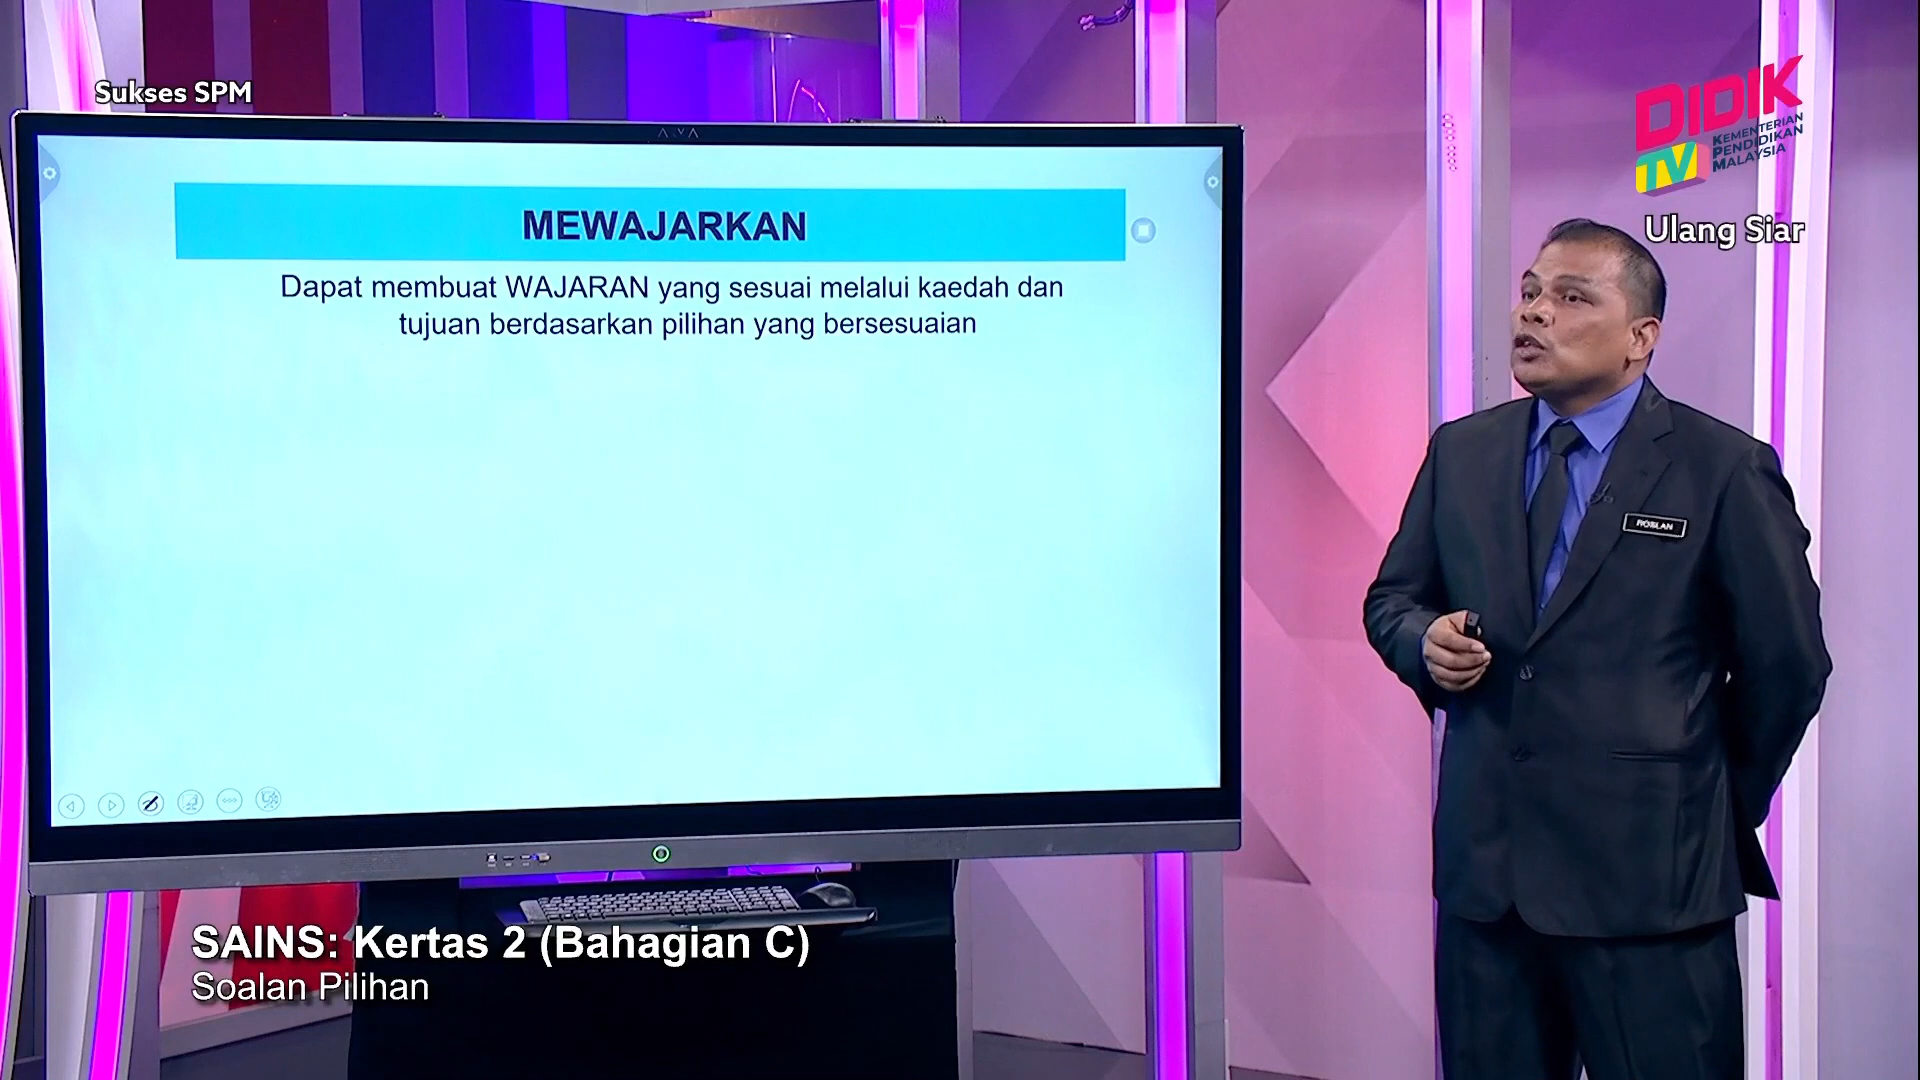 Sukses SPM
DIDIK
TV
KEMENTERIAN
PENDIDIKAN
MALAYSIA
Ulang Siar
MEWAJARKAN
Dapat membuat WAJARAN yang sesuai melalui kaedah dan
tujuan berdasarkan pilihan yang bersesuaian
ROSLAN
SAINS: Kertas 2 (Bahagian C)
Soalan Pilihan